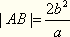 | AB |= 2b²/a